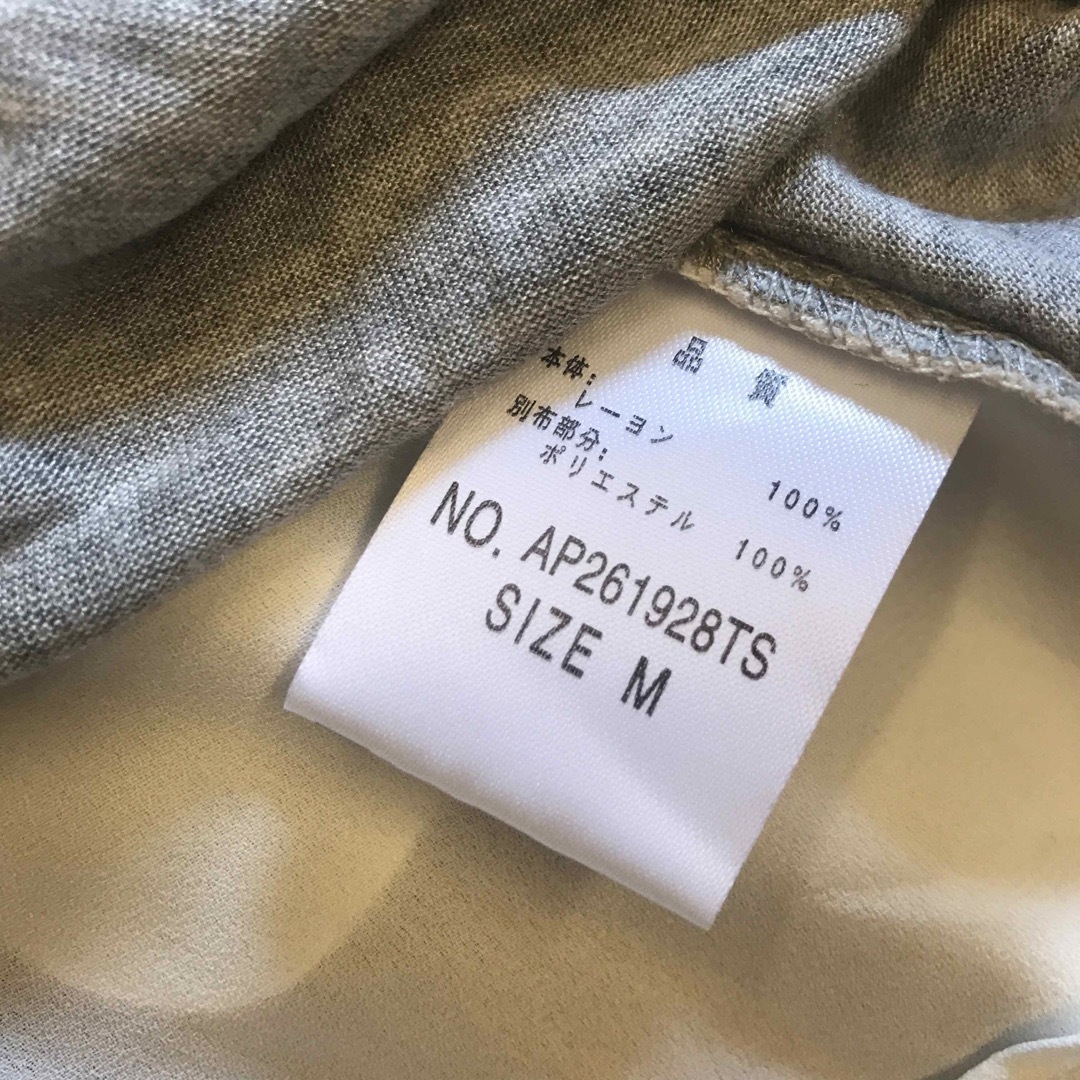 品 質
本体:
レーヨン 100%
別布部分:
ポリエステル 100%
NO. AP261928TS
SIZE M